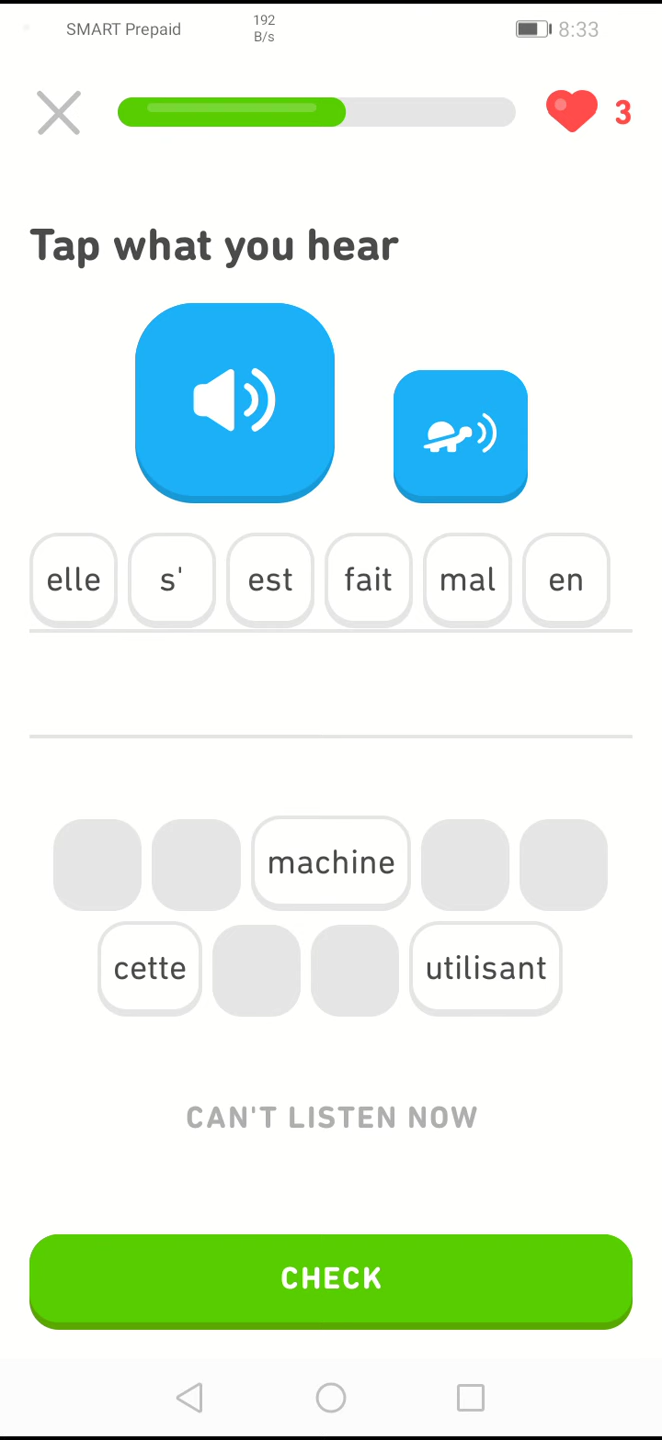 SMART Prepaid 192 B/s 8:33
3
Tap what you hear
elle s' est fait mal en
machine
cette utilisant
CAN'T LISTEN NOW
CHECK